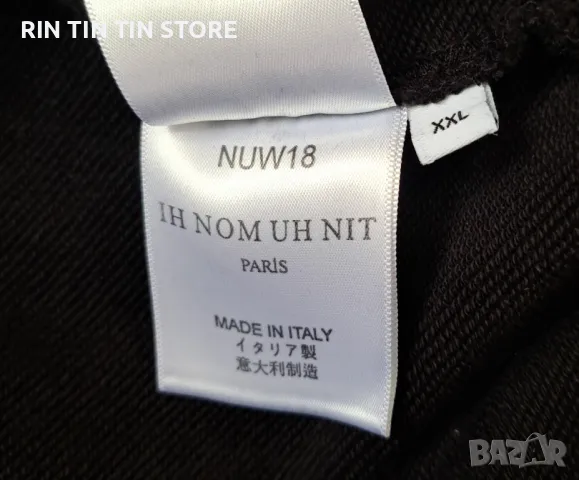 RIN TIN TIN STORE
XXL
NUW18
IH NOM UH NIT
PARIS
MADE IN ITALY
イタリア製
意大利制造
BAZAR